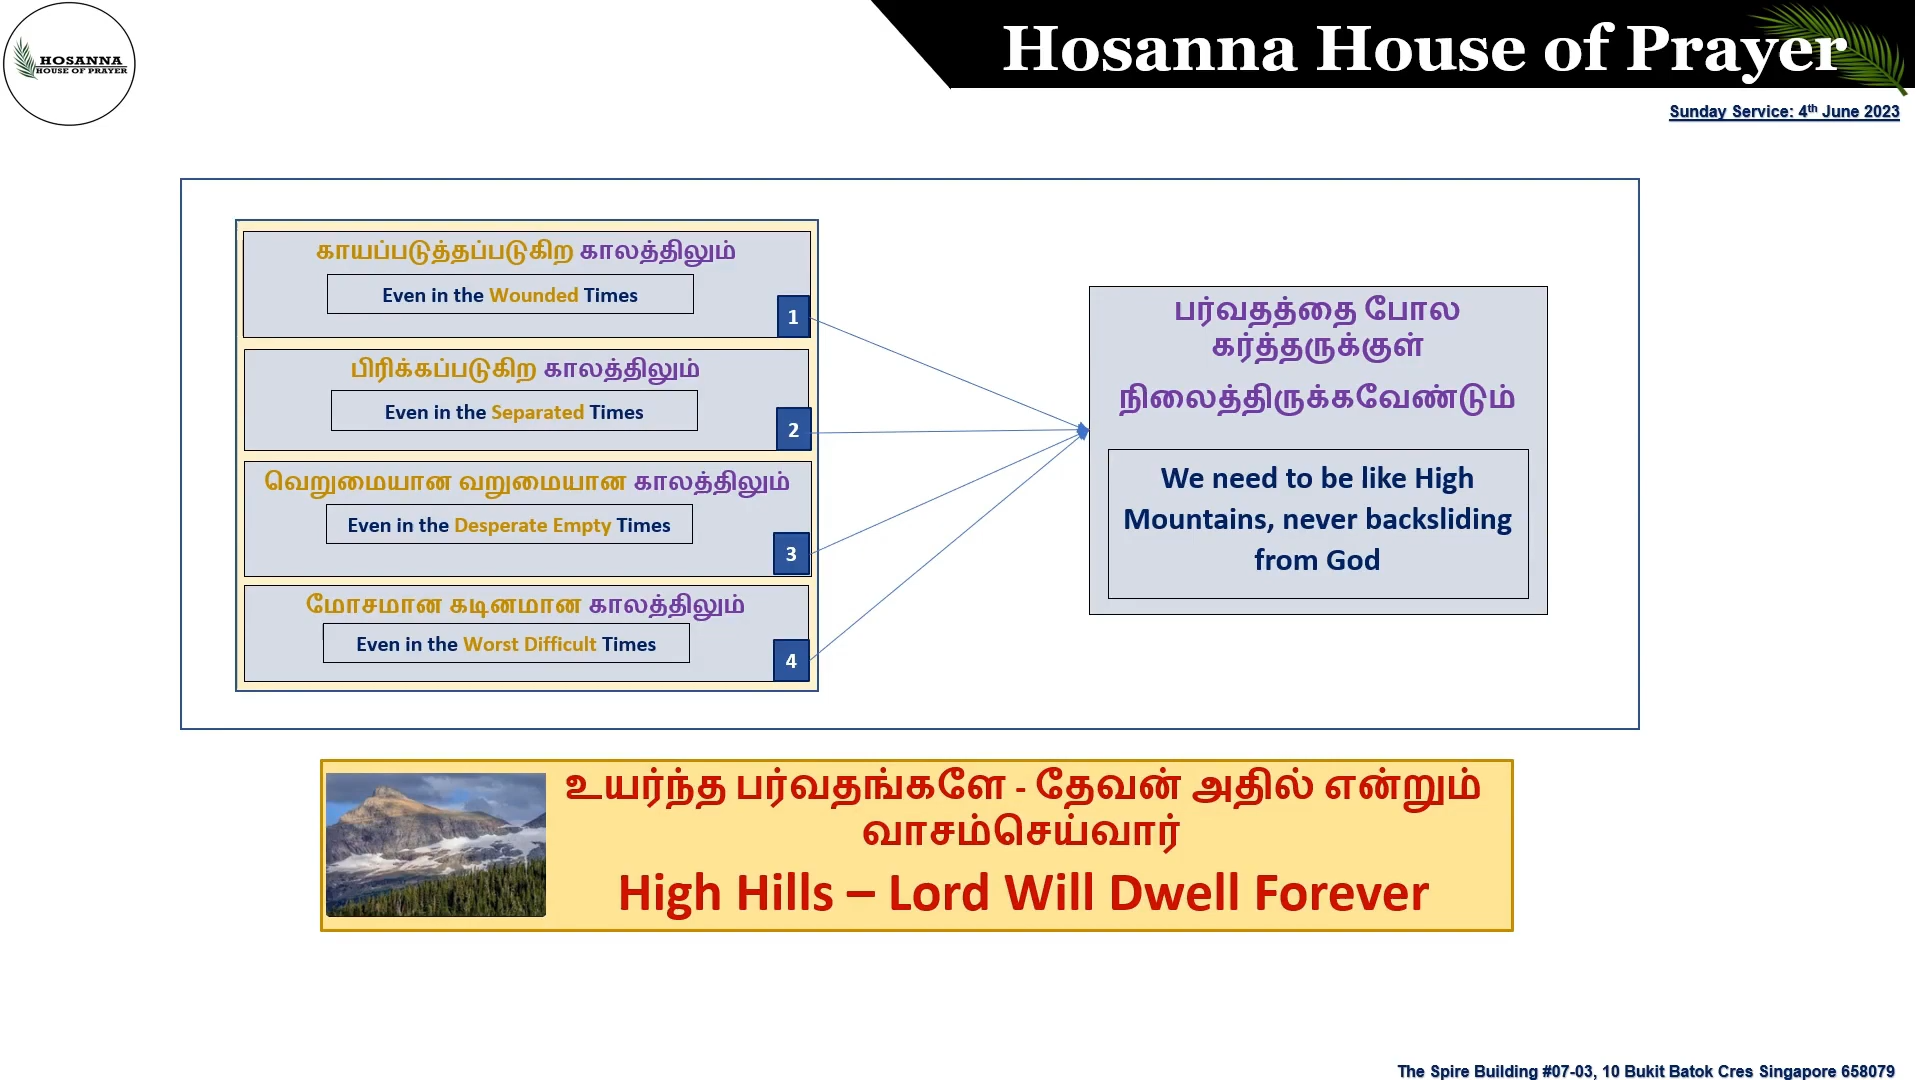 HOSANNA
HOUSE OF PRAYER
Hosanna House of Prayer
Sunday Service: 4th June 2023
காயப்படுத்தப்படுகிற காலத்திலும்
Even in the Wounded Times
1
பிரிக்கப்படுகிற காலத்திலும்
Even in the Separated Times
2
வெறுமையான வறுமையான காலத்திலும்
Even in the Desperate Empty Times
3
மோசமான கடினமான காலத்திலும்
Even in the Worst Difficult Times
4
பர்வதத்தை போல
கர்த்தருக்குள்
நிலைத்திருக்கவேண்டும்
We need to be like High
Mountains, never backsliding
from God
உயர்ந்த பர்வதங்களே - தேவன் அதில் என்றும்
வாசம்செய்வார்
High Hills – Lord Will Dwell Forever
The Spire Building #07-03, 10 Bukit Batok Cres Singapore 658079